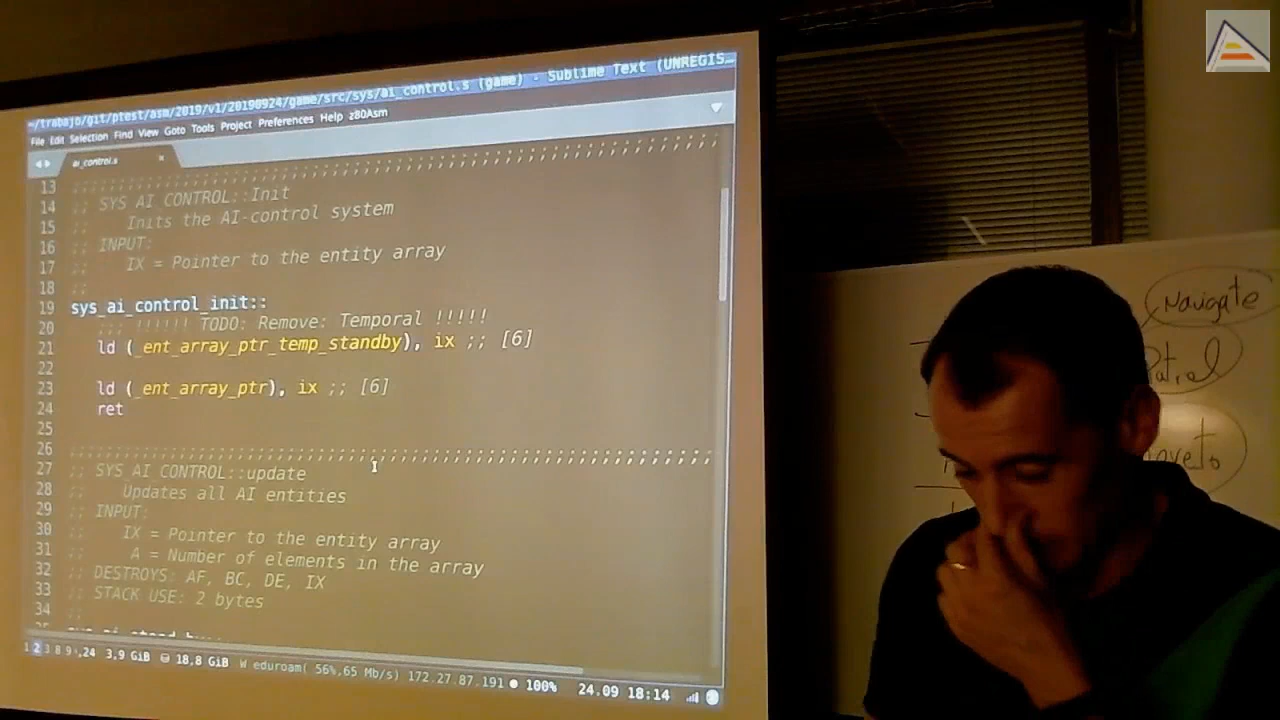 ~/trabajo/git/ptest/asm/2019/v1/20190924/game/src/sys/ai_control.s (game) - Sublime Text (UNREGIS…
File Edit Selection Find View Goto Tools Project Preferences Help z80Asm
ai_control.s
13 ;;;;;;;;;;;;;;;;;;;;;;;;;;;;;;;;;;;;;;;;;;;;;;;;;;;;;;;;;;;;
14 ;; SYS AI CONTROL::Init
15 ;; Inits the AI-control system
16 ;; INPUT:
17 ;; IX = Pointer to the entity array
18 ;;
19 sys_ai_control_init::
20 ;;; !!!!!! TODO: Remove: Temporal !!!!!
21 ld (_ent_array_ptr_temp_standby), ix ;; [6]
22
23 ld (_ent_array_ptr), ix ;; [6]
24 ret
25
26 ;;;;;;;;;;;;;;;;;;;;;;;;;;;;;;;;;;;;;;;;;;;;;;;;;;;;;;;;;;;;
27 ;; SYS AI CONTROL::update
28 ;; Updates all AI entities
29 ;; INPUT:
30 ;; IX = Pointer to the entity array
31 ;; A = Number of elements in the array
32 ;; DESTROYS: AF, BC, DE, IX
33 ;; STACK USE: 2 bytes
34 ;;
1 2 3 8 9 24 3,9 GiB 18,8 GiB W eduroam( 56%,65 Mb/s) 172.27.87.191 100% 24.09 18:14
Navigate